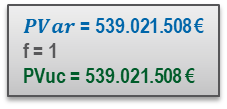 PVar = 539.021.508 €
f = 1
PVuc = 539.021.508 €